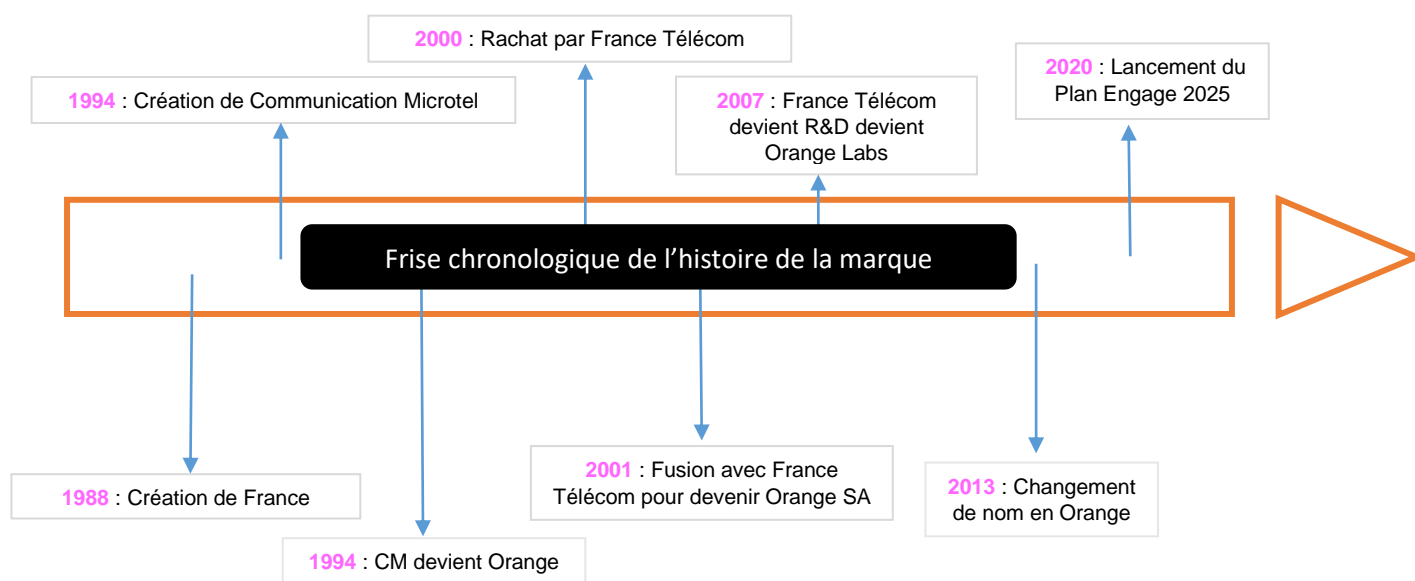 2000 : Rachat par France Télécom
1994 : Création de Communication Microtel
2007 : France Télécom
devient R&D devient
Orange Labs
2020 : Lancement du
Plan Engage 2025
Frise chronologique de l’histoire de la marque
1988 : Création de France
1994 : CM devient Orange
2001 : Fusion avec France
Télécom pour devenir Orange SA
2013 : Changement
de nom en Orange